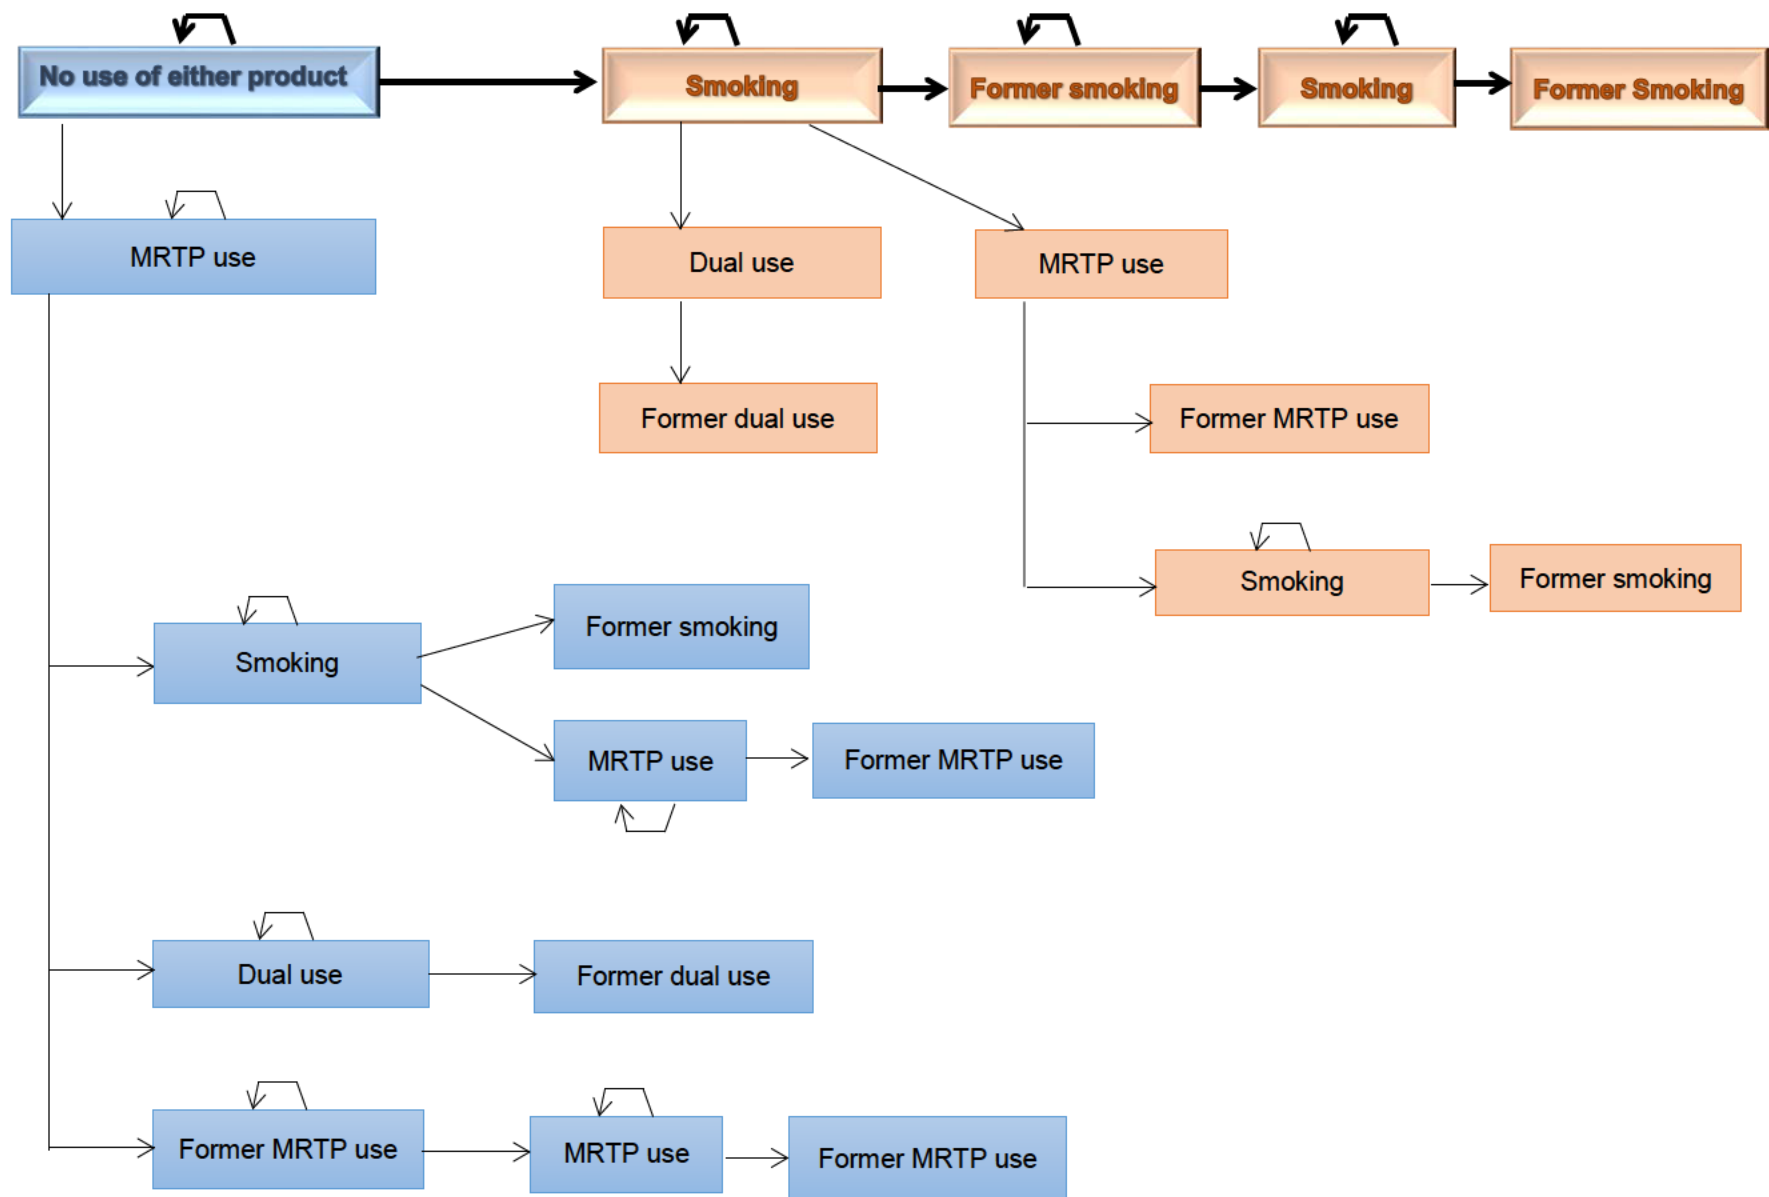 No use of either product
Smoking
Former smoking
Smoking
Former Smoking
MRTP use
Dual use
MRTP use
Former dual use
Former MRTP use
Smoking
Former smoking
Former smoking
Smoking
MRTP use
Former MRTP use
Dual use
Former dual use
Former MRTP use
MRTP use
Former MRTP use